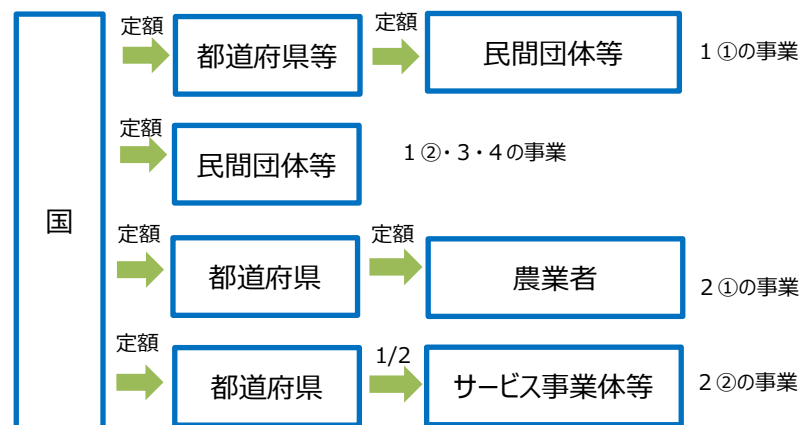 国
定額
都道府県等
定額
民間団体等
1①の事業
定額
民間団体等
1②・3・4の事業
定額
都道府県
定額
農業者
2①の事業
定額
都道府県
1/2
サービス事業体等
2②の事業